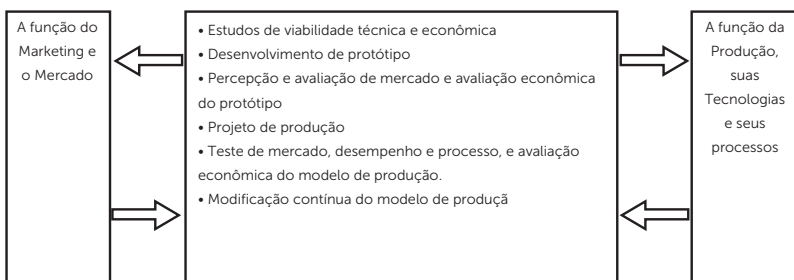 A função do
Marketing e
o Mercado
• Estudos de viabilidade técnica e econômica
• Desenvolvimento de protótipo
• Percepção e avaliação de mercado e avaliação econômica
do protótipo
• Projeto de produção
• Teste de mercado, desempenho e processo, e avaliação
econômica do modelo de produção.
• Modificação contínua do modelo de produçã
A função da
Produção,
suas
Tecnologias
e seus
processos